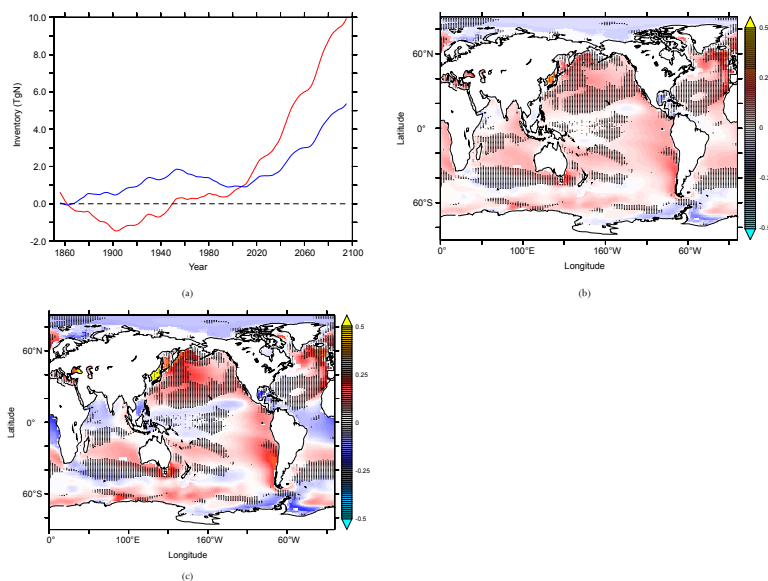 10.0
8.0
6.0
4.0
2.0
0.0
-2.0
Inventory (TgN)
1860 1900 1940 1980 2020 2060 2100
Year
(a)
60°N
0°
60°S
Latitude
0° 100°E 160°W 60°W
Longitude
0.5
0.25
0
-0.25
-0.5
(b)
60°N
0°
60°S
Latitude
0° 100°E 160°W 60°W
Longitude
0.5
0.25
0
-0.25
-0.5
(c)